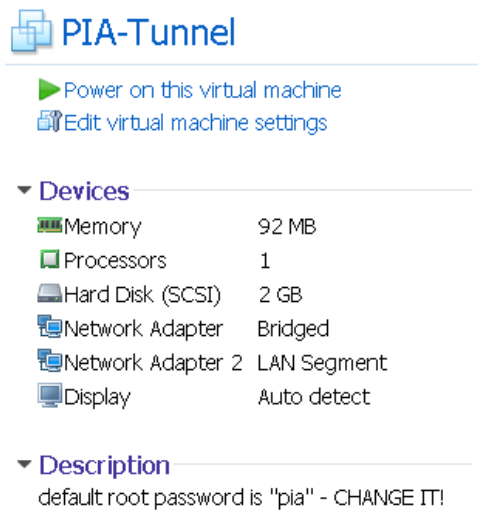 PIA-Tunnel
Power on this virtual machine
Edit virtual machine settings
Devices
Memory 92 MB
Processors 1
Hard Disk (SCSI) 2 GB
Network Adapter Bridged
Network Adapter 2 LAN Segment
Display Auto detect
Description
default root password is "pia" - CHANGE IT!